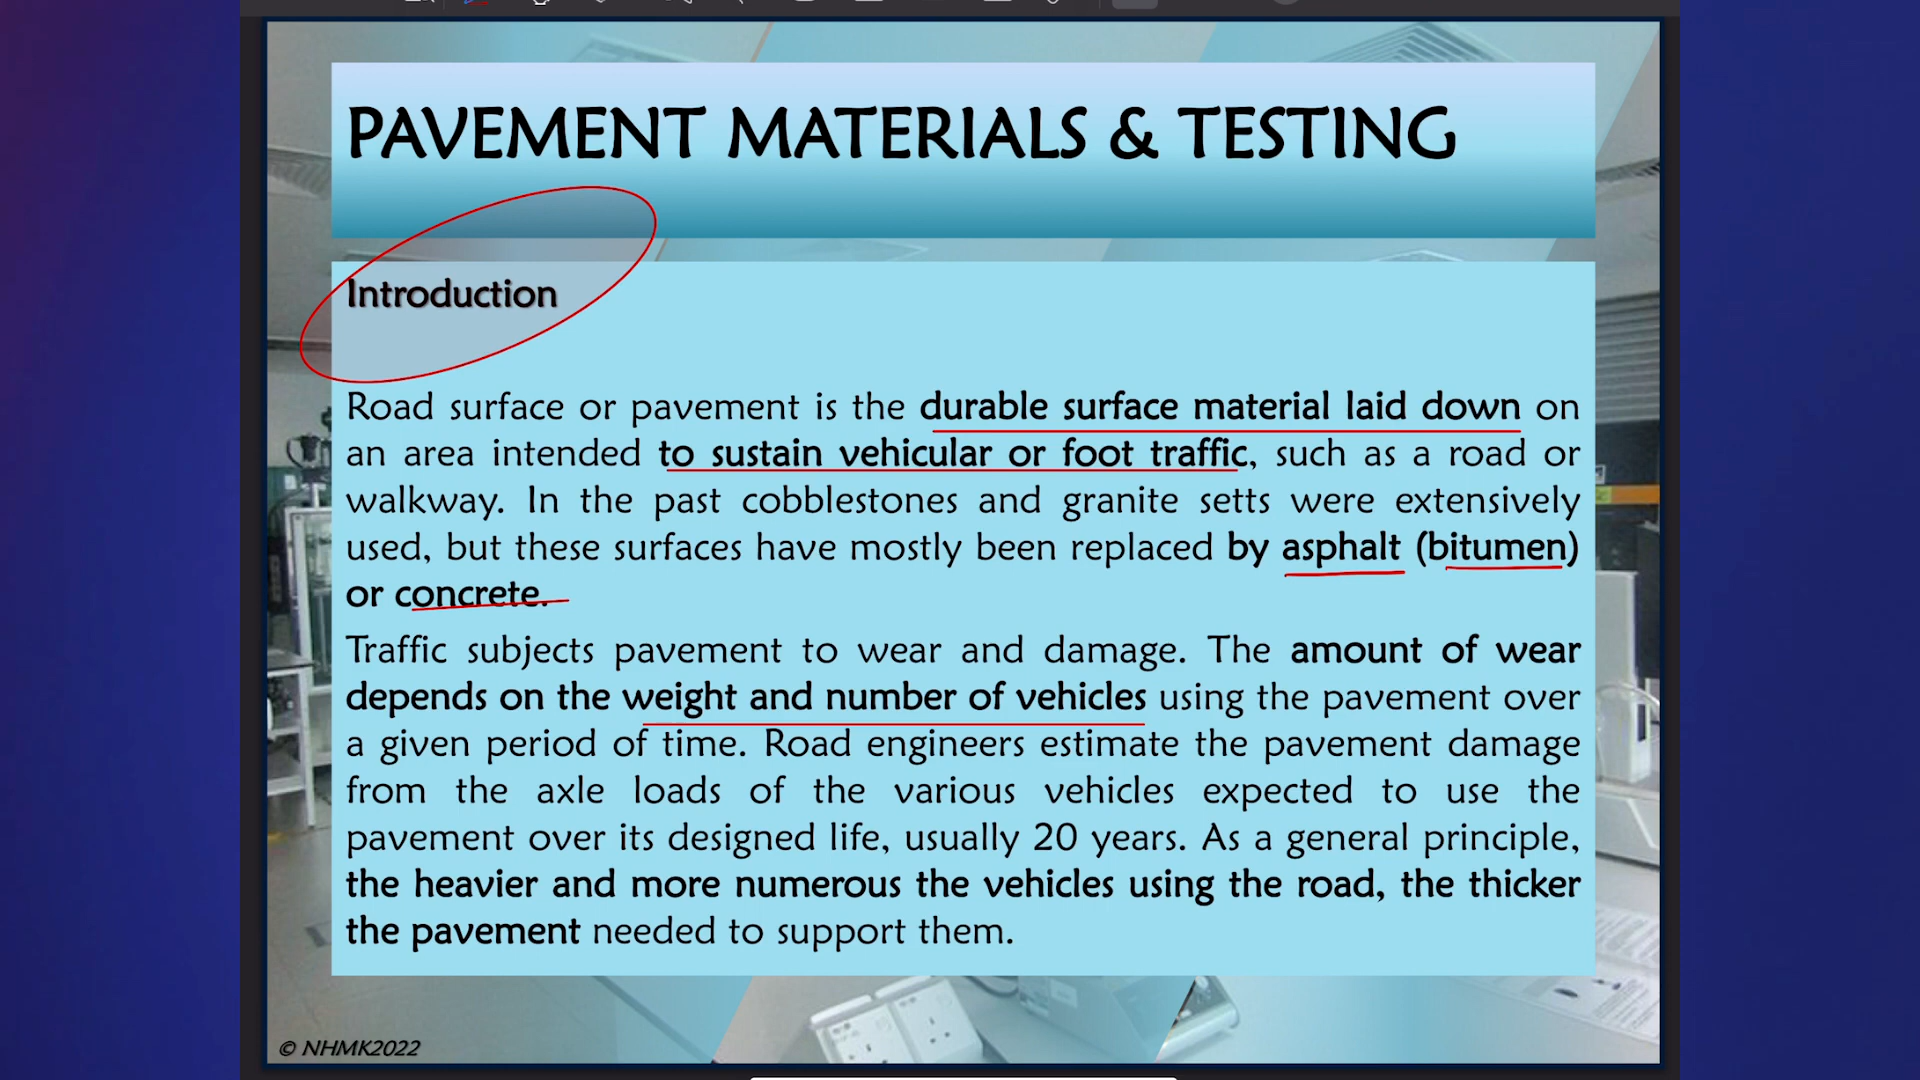 PAVEMENT MATERIALS & TESTING
Introduction
Road surface or pavement is the durable surface material laid down on
an area intended to sustain vehicular or foot traffic, such as a road or
walkway. In the past cobblestones and granite setts were extensively
used, but these surfaces have mostly been replaced by asphalt (bitumen)
or concrete.
Traffic subjects pavement to wear and damage. The amount of wear
depends on the weight and number of vehicles using the pavement over
a given period of time. Road engineers estimate the pavement damage
from the axle loads of the various vehicles expected to use the
pavement over its designed life, usually 20 years. As a general principle,
the heavier and more numerous the vehicles using the road, the thicker
the pavement needed to support them.
© NHMK2022